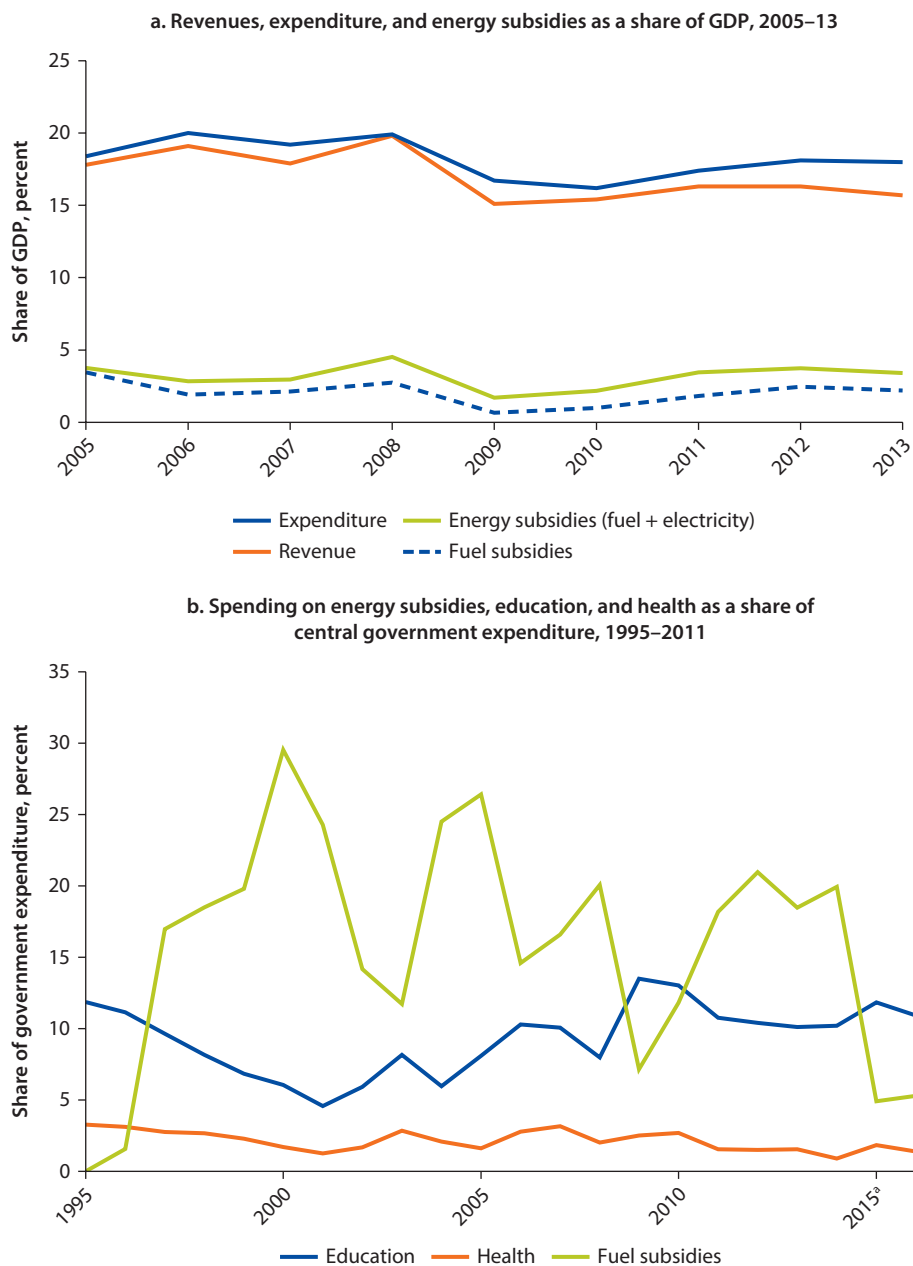 a. Revenues, expenditure, and energy subsidies as a share of GDP, 2005–13
25
20
15
10
5
0
Share of GDP, percent
2005
2006
2007
2008
2009
2010
2011
2012
2013
Expenditure
Energy subsidies (fuel + electricity)
Revenue
Fuel subsidies
b. Spending on energy subsidies, education, and health as a share of
central government expenditure, 1995–2011
35
30
25
20
15
10
5
0
Share of government expenditure, percent
1995
2000
2005
2010
2015ᵃ
Education
Health
Fuel subsidies